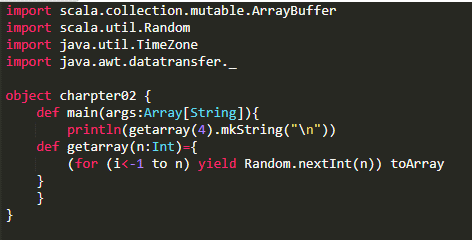 import scala.collection.mutable.ArrayBuffer
import scala.util.Random
import java.util.TimeZone
import java.awt.datatransfer._
object charpter02 {
def main(args:Array[String]){
println(getarray(4).mkString("\n"))
def getarray(n:Int)={
(for (i<-1 to n) yield Random.nextInt(n)) toArray
}
}
}